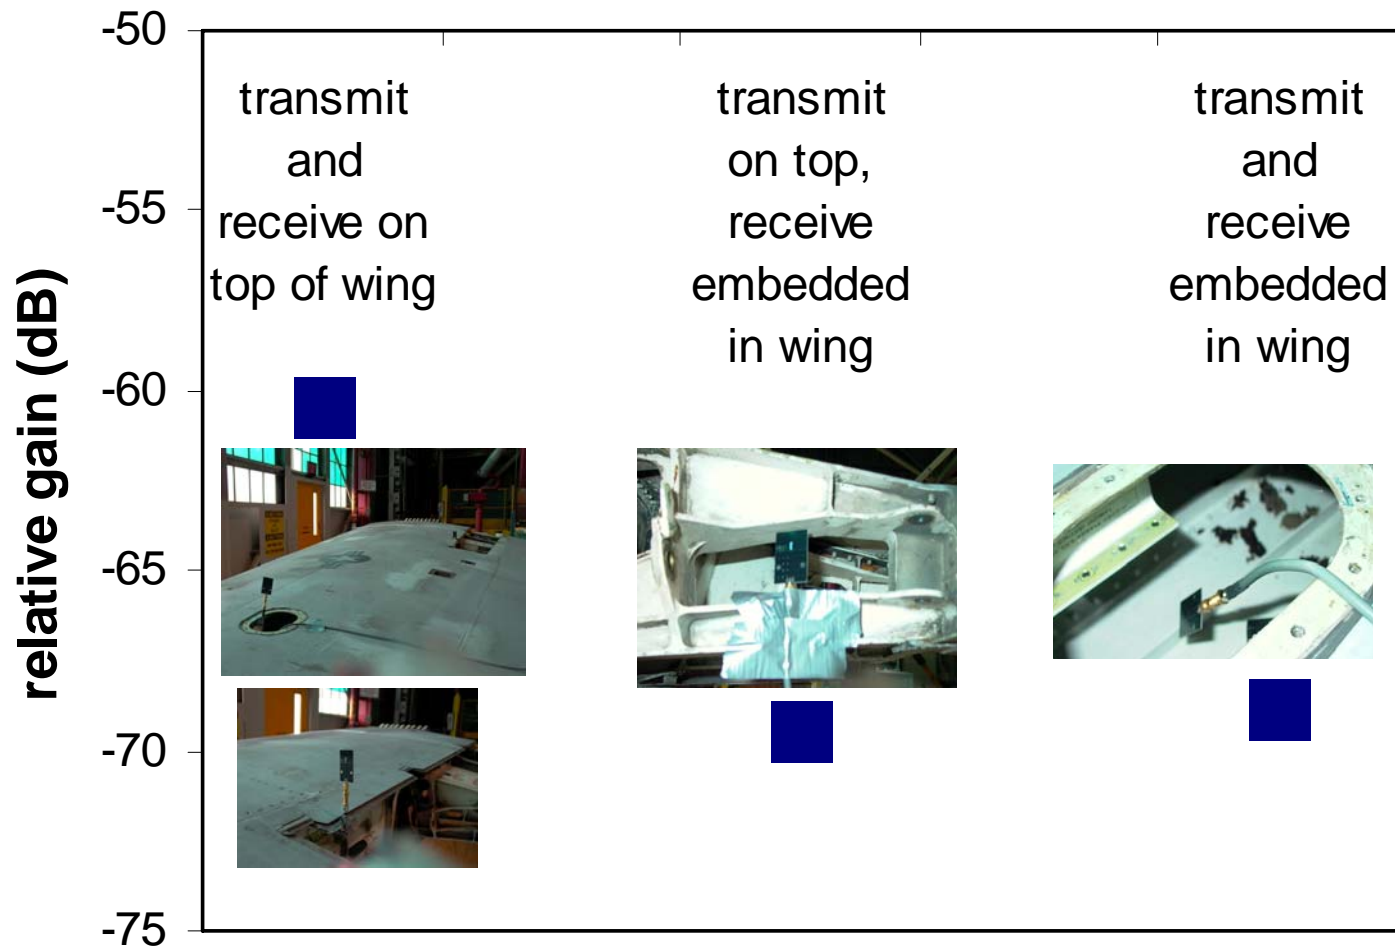 -50
-55
-60
-65
-70
-75
relative gain (dB)
transmit
and
receive on
top of wing
transmit
on top,
receive
embedded
in wing
transmit
and
receive
embedded
in wing